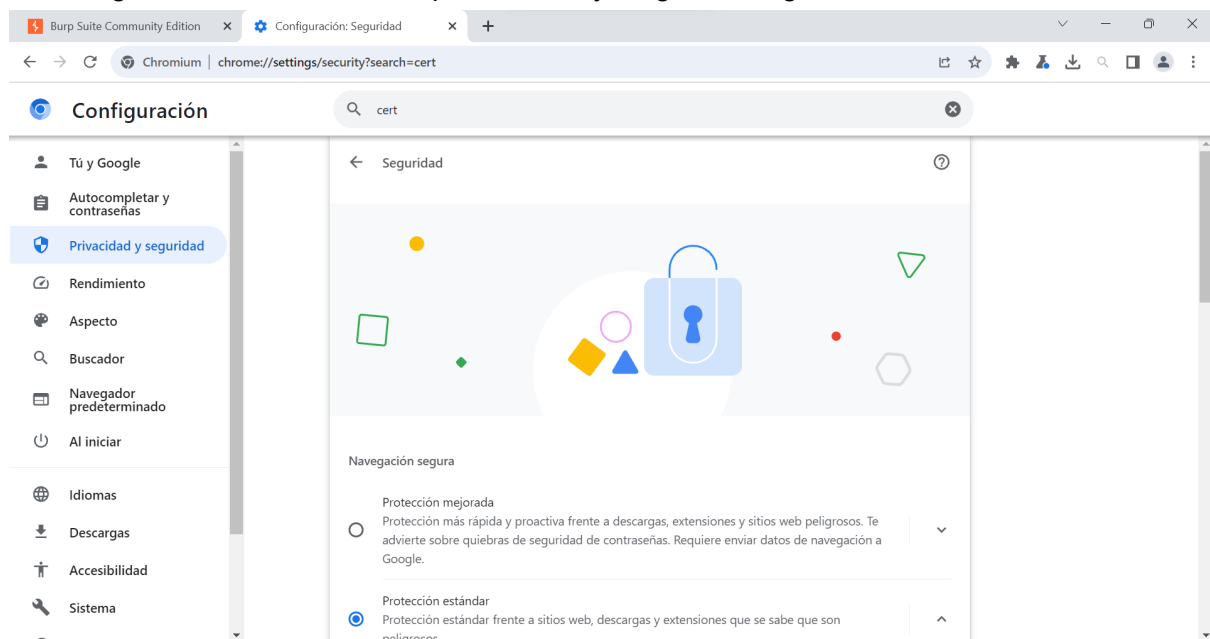 Burp Suite Community Edition
Configuración: Seguridad
Chromium | chrome://settings/security?search=cert
Configuración
cert
Tú y Google
Autocompletar y
contraseñas
Privacidad y seguridad
Rendimiento
Aspecto
Buscador
Navegador
predeterminado
Al iniciar
Idiomas
Descargas
Accesibilidad
Sistema
Seguridad
Navegación segura
Protección mejorada
Protección más rápida y proactiva frente a descargas, extensiones y sitios web peligrosos. Te
advierte sobre quiebras de seguridad de contraseñas. Requiere enviar datos de navegación a
Google.
Protección estándar
Protección estándar frente a sitios web, descargas y extensiones que se sabe que son
peligrosos